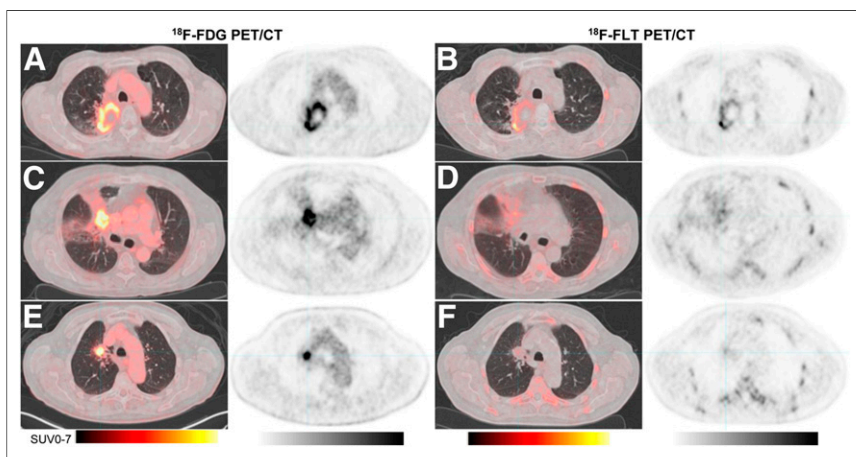 ¹⁸F-FDG PET/CT
¹⁸F-FLT PET/CT
A
B
C
D
E
F
SUV0-7